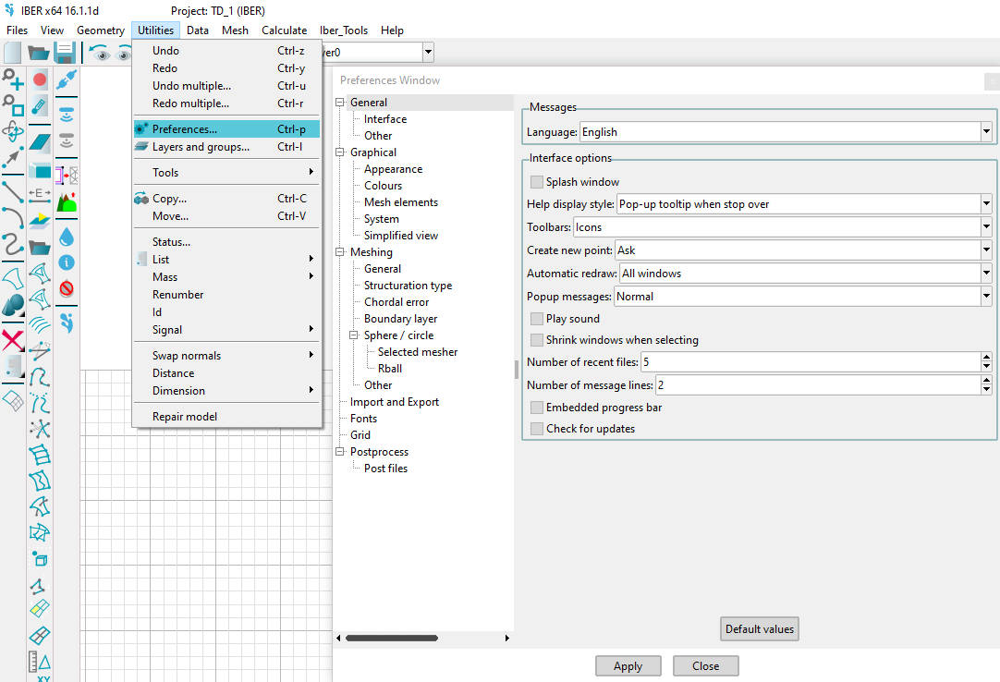 IBER x64 16.1.1d Project: TD_1 (IBER)
Files View Geometry Utilities Data Mesh Calculate Iber_Tools Help
Undo Ctrl-z
Redo Ctrl-y
Undo multiple... Ctrl-u
Redo multiple... Ctrl-r
Preferences... Ctrl-p
Layers and groups... Ctrl-l
Tools
Copy... Ctrl-C
Move... Ctrl-V
Status...
List
Mass
Renumber
Id
Signal
Swap normals
Distance
Dimension
Repair model
yer0
E
XY
Preferences Window
General
Interface
Other
Graphical
Appearance
Colours
Mesh elements
System
Simplified view
Meshing
General
Structuration type
Chordal error
Boundary layer
Sphere / circle
Selected mesher
Rball
Other
Import and Export
Fonts
Grid
Postprocess
Post files
Messages
Language: English
Interface options
Splash window
Help display style: Pop-up tooltip when stop over
Toolbars: Icons
Create new point: Ask
Automatic redraw: All windows
Popup messages: Normal
Play sound
Shrink windows when selecting
Number of recent files: 5
Number of message lines: 2
Embedded progress bar
Check for updates
Default values
Apply Close